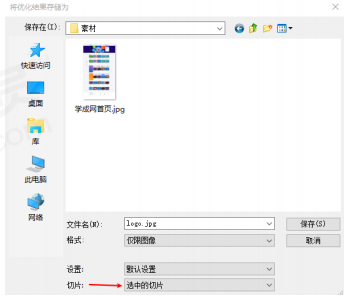 将优化结果存储为
保存在(I):
素材
快速访问
桌面
库
此电脑
网络
学成网首页.jpg
文件名(N):
logo.jpg
保存(S)
格式:
仅限图像
取消
设置:
默认设置
切片:
选中的切片